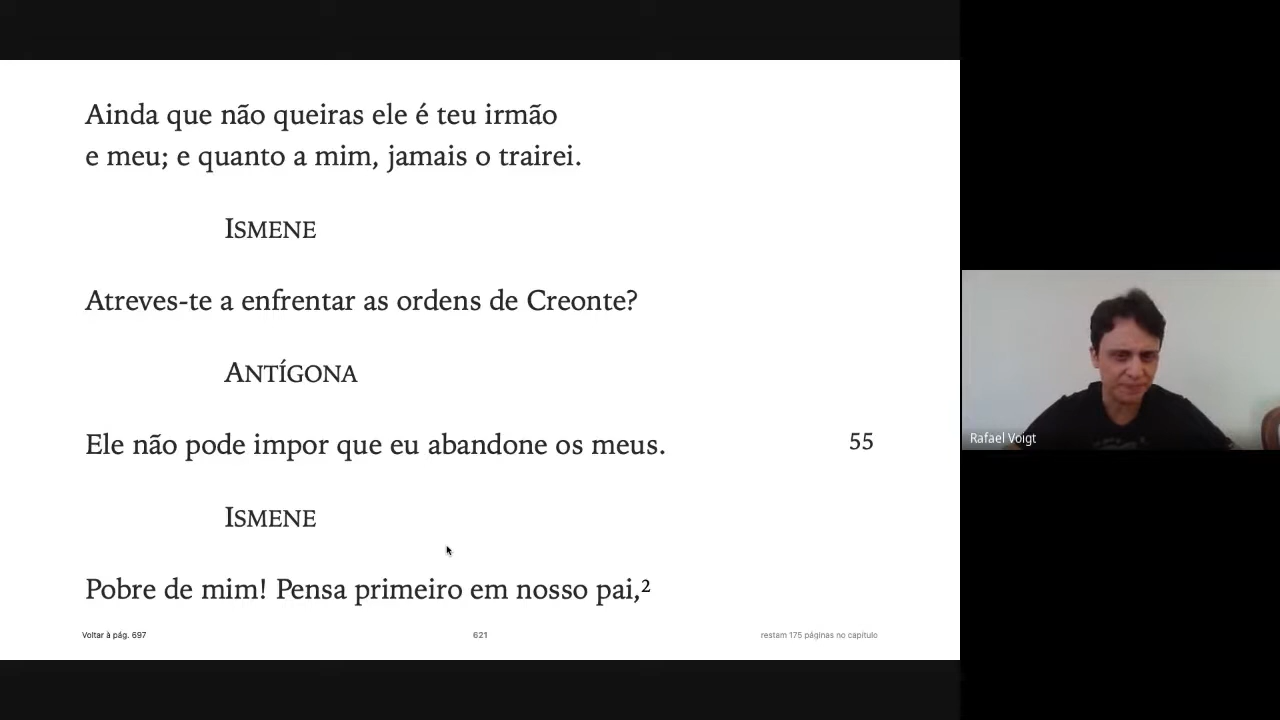 Ainda que não queiras ele é teu irmão
e meu; e quanto a mim, jamais o trairei.
ISMENE
Atreves-te a enfrentar as ordens de Creonte?
ANTÍGONA
Ele não pode impor que eu abandone os meus. 55
ISMENE
Pobre de mim! Pensa primeiro em nosso pai,²
Voltar à pág. 697 621 restam 175 páginas no capítulo
Rafael Voigt